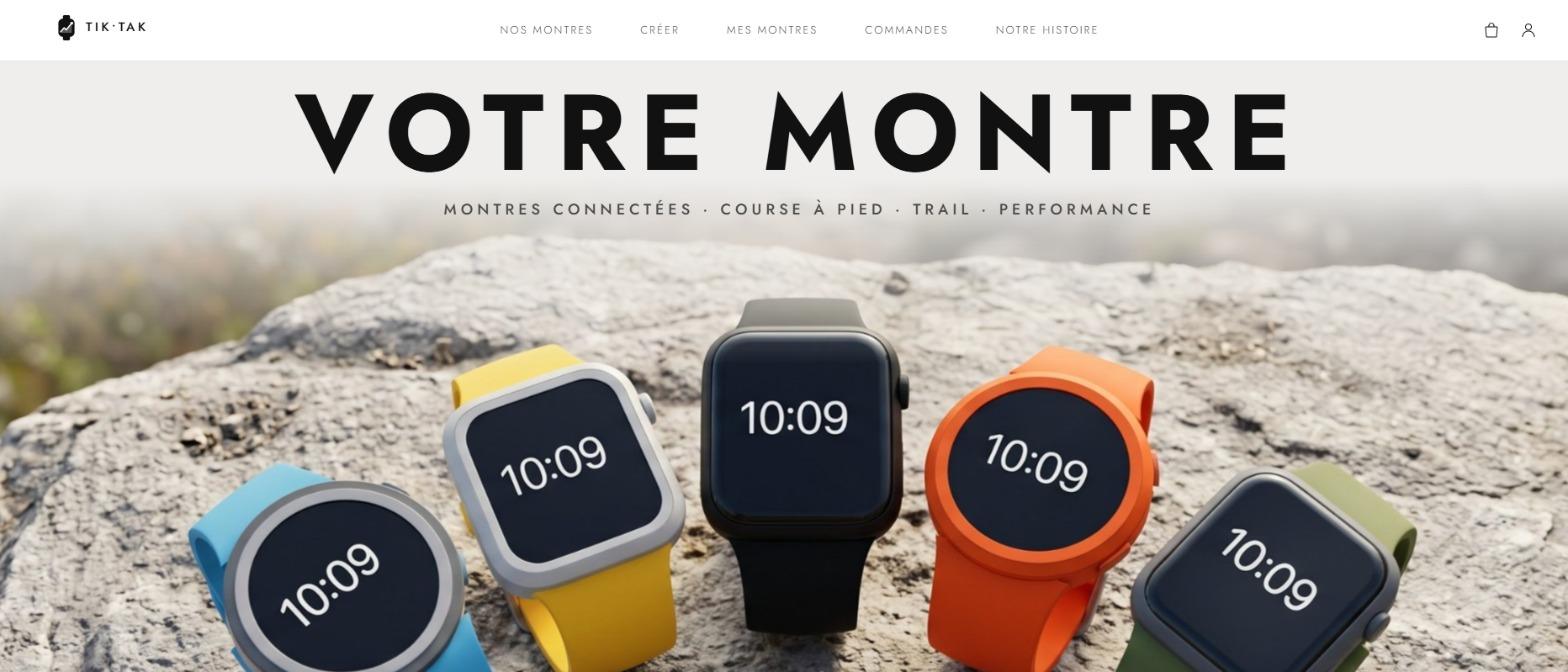 TIK·TAK
NOS MONTRES
CRÉER
MES MONTRES
COMMANDES
NOTRE HISTOIRE
VOTRE MONTRE
MONTRES CONNECTÉES · COURSE À PIED · TRAIL · PERFORMANCE
10:09
10:09
10:09
10:09
10:09